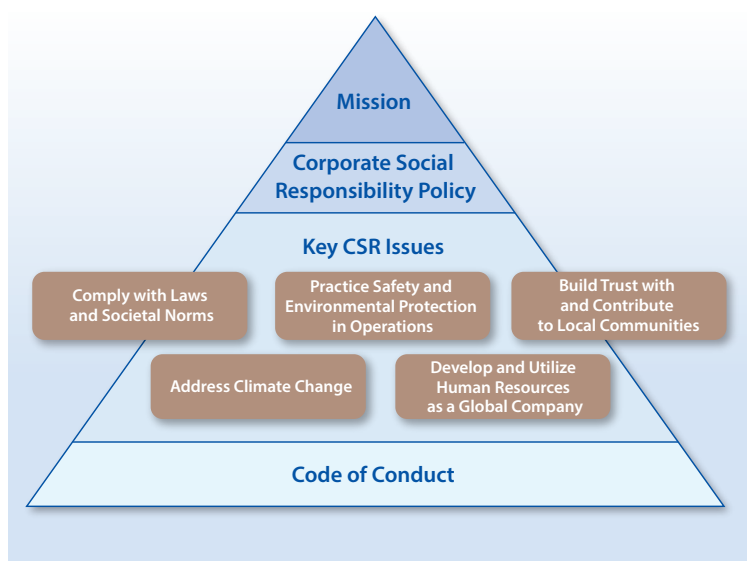 Mission
Corporate Social
Responsibility Policy
Key CSR Issues
Comply with Laws
and Societal Norms
Practice Safety and
Environmental Protection
in Operations
Build Trust with
and Contribute
to Local Communities
Address Climate Change
Develop and Utilize
Human Resources
as a Global Company
Code of Conduct